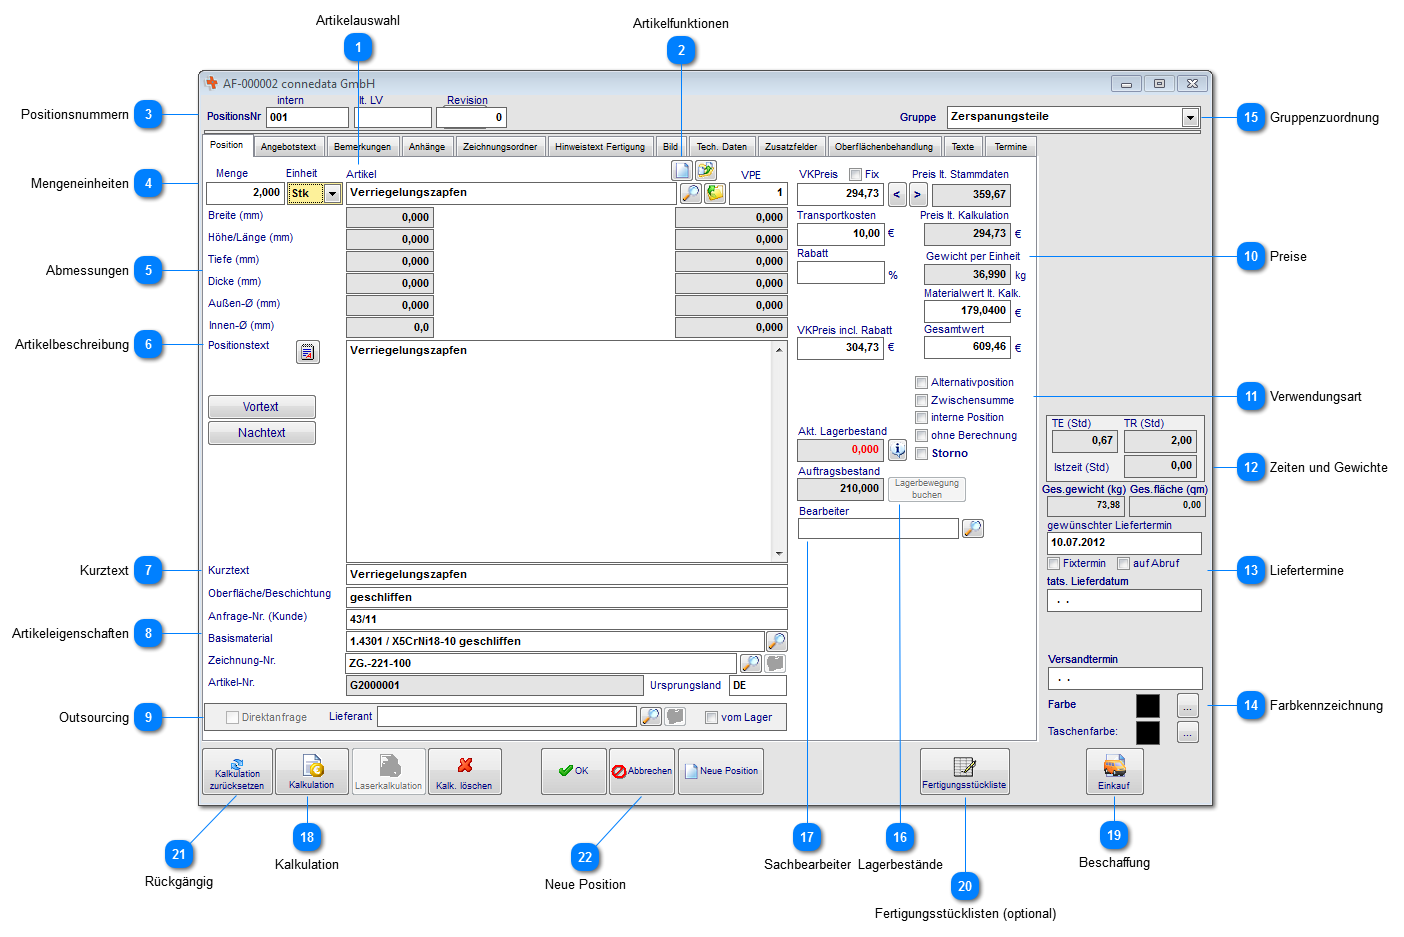 Artikelauswahl
1
Artikelfunktionen
2
AF-000002 connedata GmbH
Positionsnummern 3
intern lt. LV Revision
PositionsNr 001 0
Gruppe Zerspanungsteile
15 Gruppenzuordnung
Position Angebotstext Bemerkungen Anhänge Zeichnungsordner Hinweistext Fertigung Bild Tech. Daten Zusatzfelder Oberflächenbehandlung Texte Termine
Mengeneinheiten 4
Menge Einheit Artikel VPE
2,000 Stk Verriegelungszapfen 1
VKPreis Fix Preis lt. Stammdaten
294,73 < > 359,67
Breite (mm) 0,000 0,000
Transportkosten Preis lt. Kalkulation
10,00 € 294,73 €
Höhe/Länge (mm) 0,000 0,000
Abmessungen 5
Tiefe (mm) 0,000 0,000
Rabatt Gewicht per Einheit
% 36,990 kg
10 Preise
Dicke (mm) 0,000 0,000
Materialwert lt. Kalk.
179,0400 €
Außen-Ø (mm) 0,000 0,000
Innen-Ø (mm) 0,0 0,000
VKPreis incl. Rabatt Gesamtwert
304,73 € 609,46 €
Artikelbeschreibung 6
Positionstext Verriegelungszapfen
Vortext
Nachtext
Alternativposition
Zwischensumme
interne Position
ohne Berechnung
Storno
11 Verwendungsart
Akt. Lagerbestand
0,000
Auftragsbestand
210,000
Lagerbewegung
buchen
Bearbeiter
TE (Std) TR (Std)
0,67 2,00
Istzeit (Std) 0,00
12 Zeiten und Gewichte
Ges.gewicht (kg) Ges.fläche (qm)
73,98 0,00
gewünschter Liefertermin
10.07.2012
Fixtermin auf Abruf
13 Liefertermine
tats. Lieferdatum
. .
Kurztext 7
Kurztext Verriegelungszapfen
Oberfläche/Beschichtung geschliffen
Anfrage-Nr. (Kunde) 43/11
Artikeleigenschaften 8
Basismaterial 1.4301 / X5CrNi18-10 geschliffen
Zeichnung-Nr. ZG.-221-100
Artikel-Nr. G2000001 Ursprungsland DE
Versandtermin
. .
Outsourcing 9
Direktanfrage Lieferant vom Lager
Farbe ...
14 Farbkennzeichnung
Taschenfarbe: ...
Kalkulation
zurücksetzen
Kalkulation
Laserkalkulation
Kalk. löschen
OK
Abbrechen
Neue Position
Fertigungsstückliste
Einkauf
21
Rückgängig
18
Kalkulation
22
Neue Position
17
Sachbearbeiter
16
Lagerbestände
20
Fertigungsstücklisten (optional)
19
Beschaffung